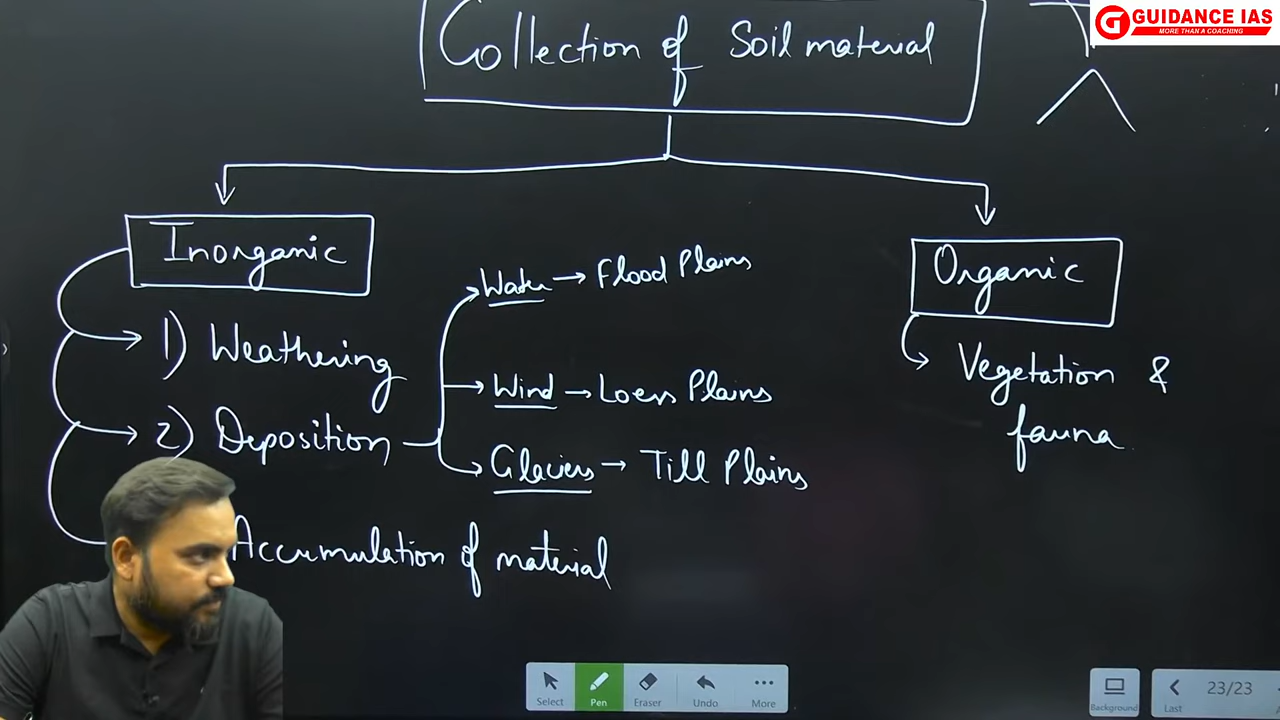 GUIDANCE IAS
MORE THAN A COACHING
Collection of Soil material
Inorganic
Organic
1) Weathering
2) Deposition
Water → Flood Plains
Wind → Loess Plains
Glaciers → Till Plains
Accumulation of material
Vegetation &
fauna
Select
Pen
Eraser
Undo
More
Background
Last
23/23